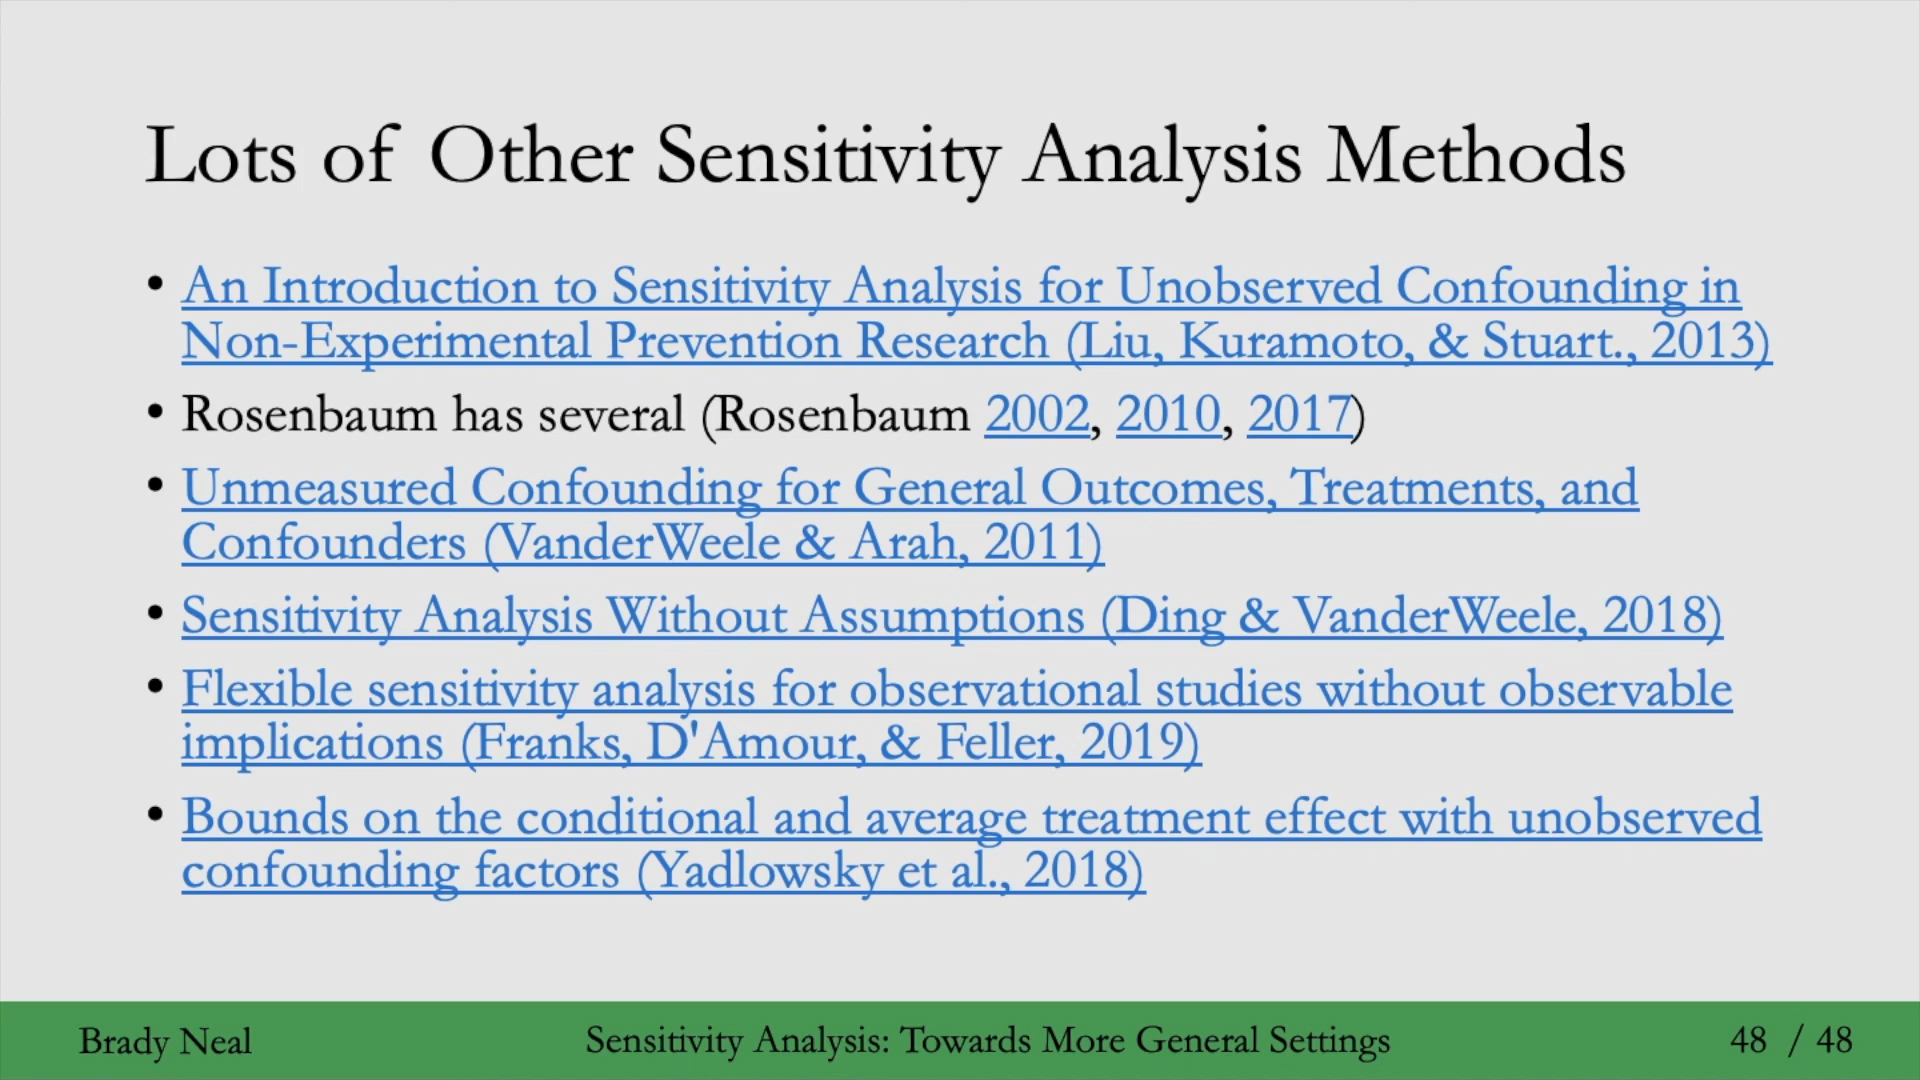 Lots of Other Sensitivity Analysis Methods
• An Introduction to Sensitivity Analysis for Unobserved Confounding in
Non-Experimental Prevention Research (Liu, Kuramoto, & Stuart., 2013)
• Rosenbaum has several (Rosenbaum 2002, 2010, 2017)
• Unmeasured Confounding for General Outcomes, Treatments, and
Confounders (VanderWeele & Arah, 2011)
• Sensitivity Analysis Without Assumptions (Ding & VanderWeele, 2018)
• Flexible sensitivity analysis for observational studies without observable
implications (Franks, D'Amour, & Feller, 2019)
• Bounds on the conditional and average treatment effect with unobserved
confounding factors (Yadlowsky et al., 2018)
Brady Neal
Sensitivity Analysis: Towards More General Settings
48 / 48